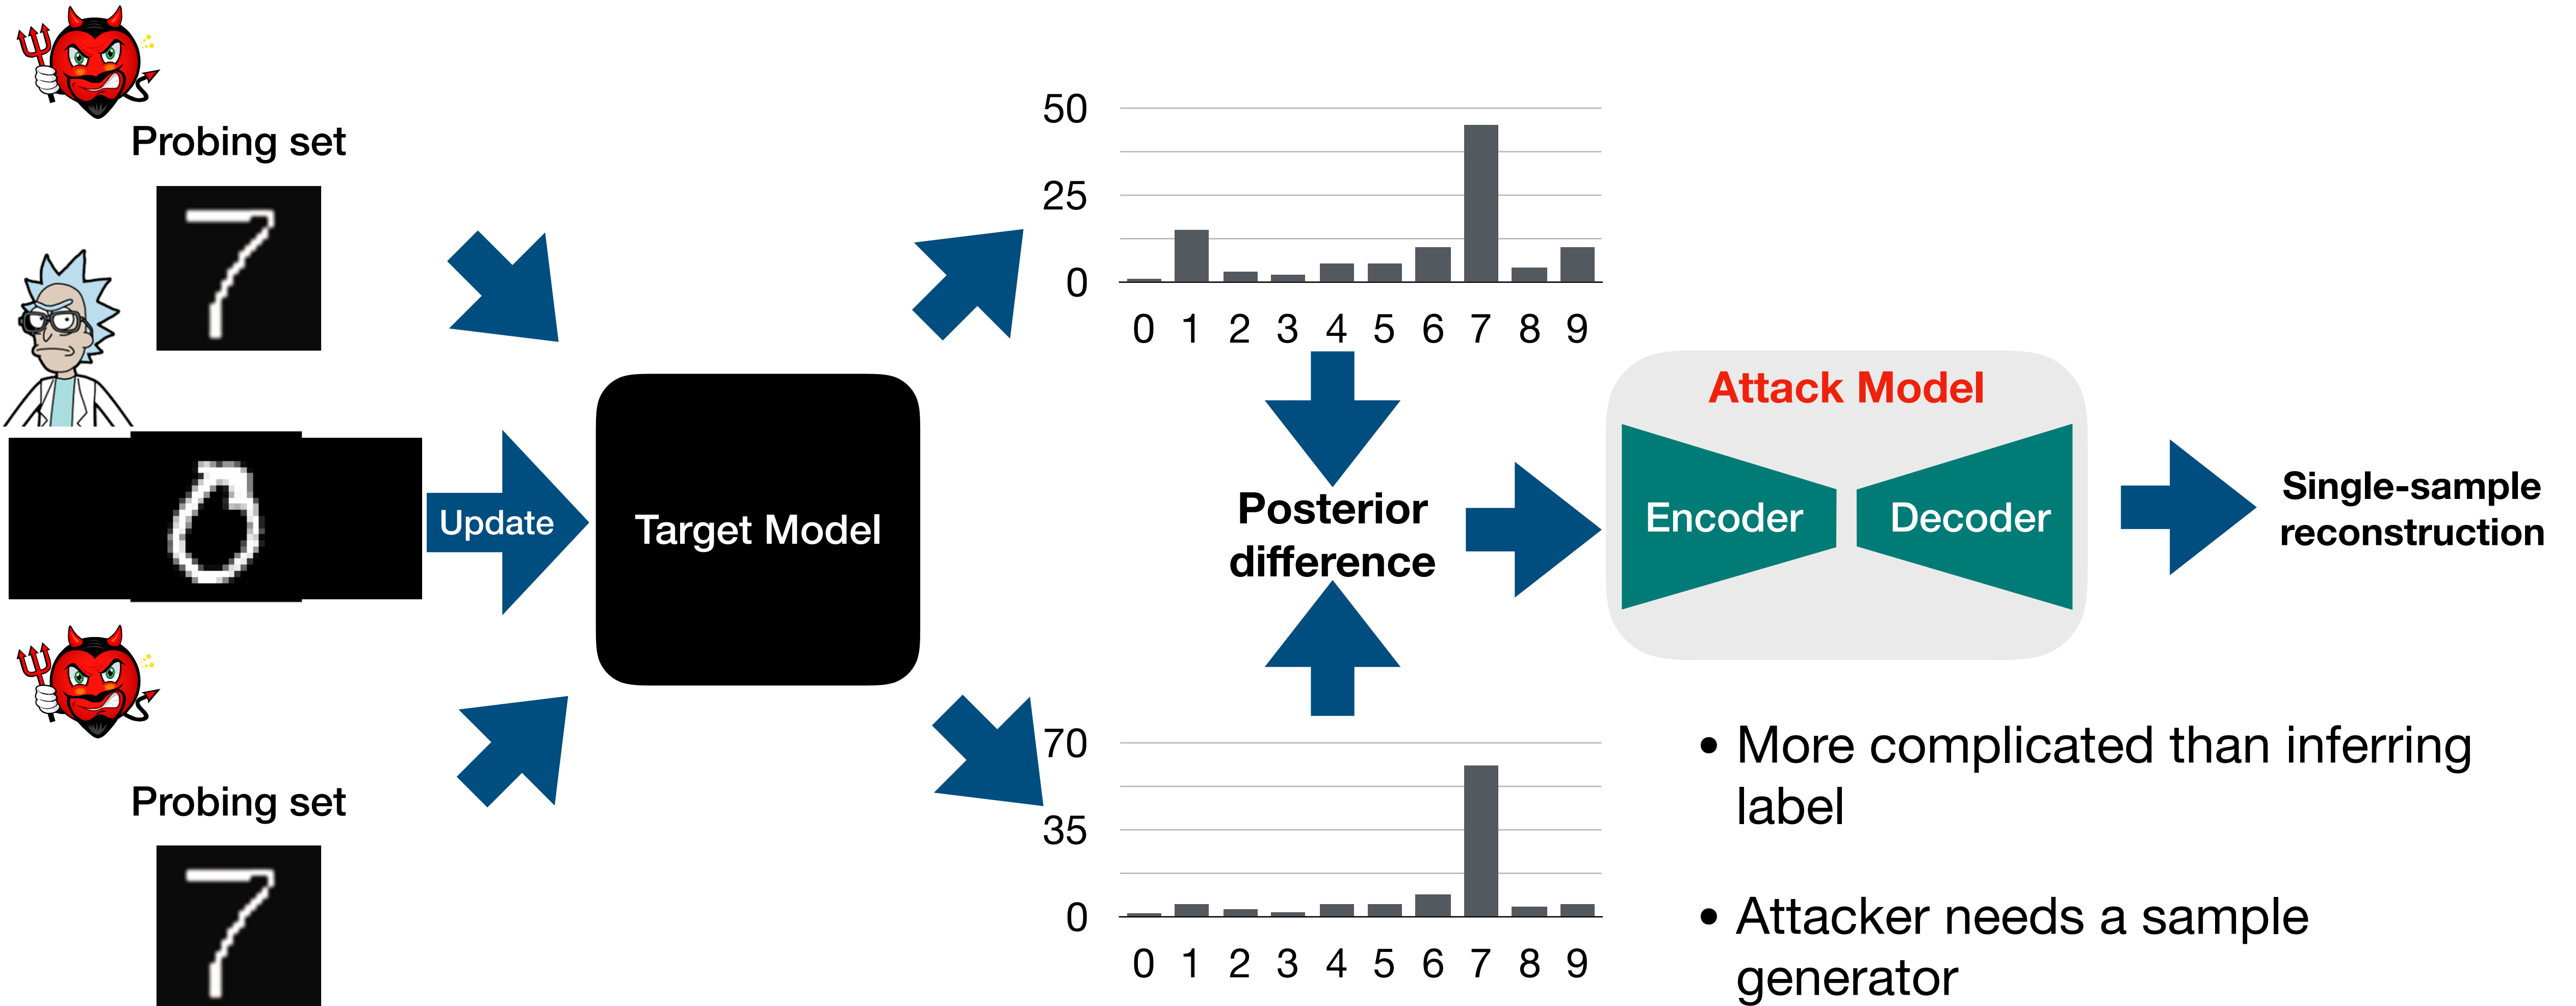 Probing set
Update
Probing set
Target Model
50
25
0
0 1 2 3 4 5 6 7 8 9
Posterior
difference
70
35
0
0 1 2 3 4 5 6 7 8 9
Attack Model
Encoder
Decoder
Single-sample
reconstruction
• More complicated than inferring
label
• Attacker needs a sample
generator